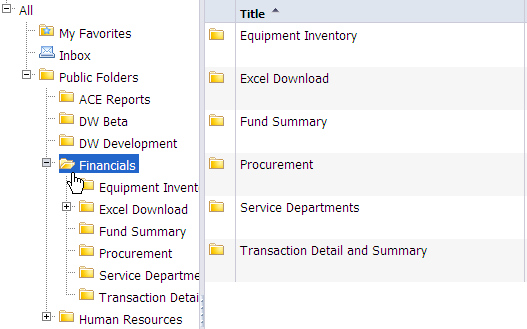 All
My Favorites
Inbox
Public Folders
ACE Reports
DW Beta
DW Development
Financials
Equipment Invent
Excel Download
Fund Summary
Procurement
Service Departme
Transaction Detai
Human Resources
Title
Equipment Inventory
Excel Download
Fund Summary
Procurement
Service Departments
Transaction Detail and Summary